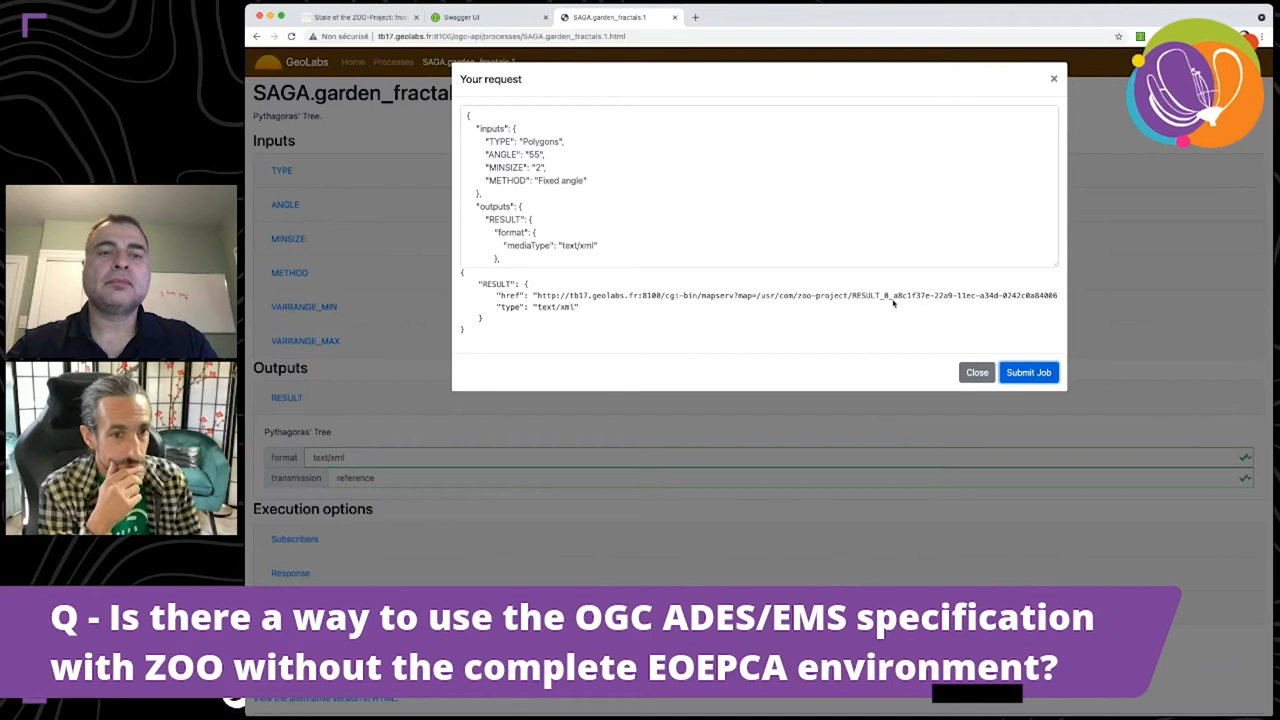 State of the ZOO-Project: fron
Swagger UI
SAGA.garden_fractals.1
Non sécurisé
tb17.geolabs.fr:8100/ogc-api/processes/SAGA.garden_fractals.1.html
GeoLabs
Home
Processes
SAGA.garden_fractals.1
SAGA.garden_fractal
Pythagoras' Tree.
Inputs
TYPE
ANGLE
MINSIZE
METHOD
VARRANGE_MIN
VARRANGE_MAX
Outputs
RESULT
Pythagoras' Tree
format text/xml
transmission reference
Execution options
Subscribers
Response
Your request
×
{
"inputs": {
"TYPE": "Polygons",
"ANGLE": "55",
"MINSIZE": "2",
"METHOD": "Fixed angle"
},
"outputs": {
"RESULT": {
"format": {
"mediaType": "text/xml"
},
{
"RESULT": {
"href": "http://tb17.geolabs.fr:8100/cgi-bin/mapserv?map=/usr/com/zoo-project/RESULT_0_a8c1f37e-22a9-11ec-a34d-0242c0a84006
"type": "text/xml"
}
}
Close
Submit Job
Q - Is there a way to use the OGC ADES/EMS specification
with ZOO without the complete EOEPCA environment?